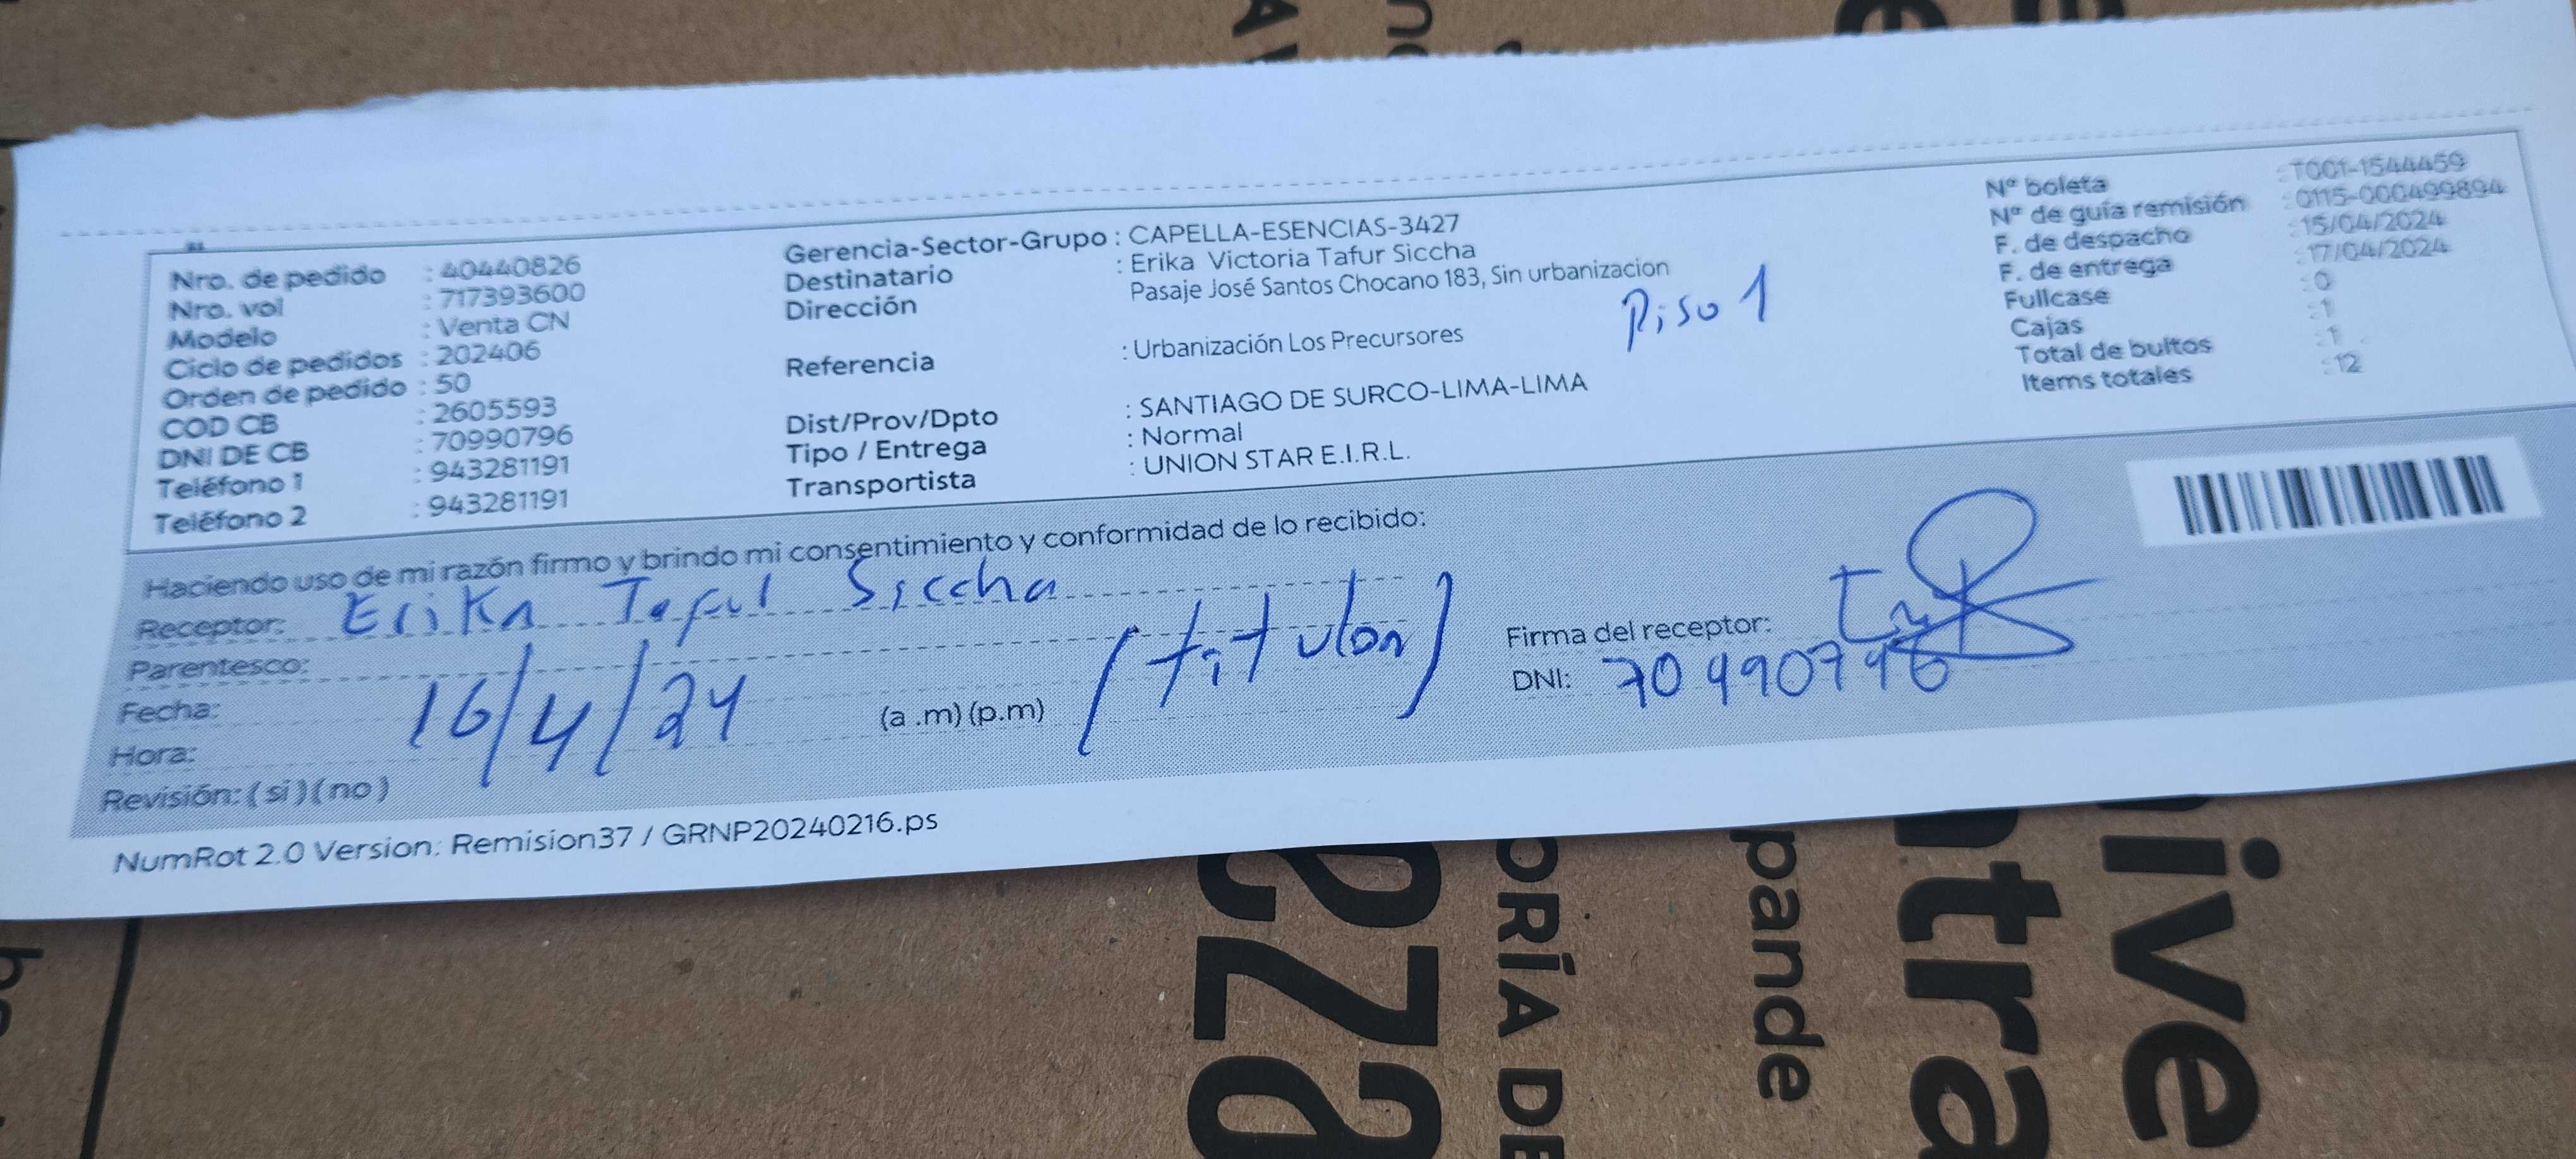 Nro. de pedido : 40440826
Nro. vol : 717393600
Modelo : Venta CN
Ciclo de pedidos : 202406
Orden de pedido : 50
COD CB : 2605593
DNI DE CB : 70990796
Teléfono 1 : 943281191
Teléfono 2 : 943281191
Gerencia-Sector-Grupo : CAPELLA-ESENCIAS-3427
Destinatario : Erika Victoria Tafur Siccha
Dirección Pasaje José Santos Chocano 183, Sin urbanizacion
Piso 1
Referencia : Urbanización Los Precursores
Dist/Prov/Dpto : SANTIAGO DE SURCO-LIMA-LIMA
Tipo / Entrega : Normal
Transportista : UNION STAR E.I.R.L.
Nº boleta : T001-1544459
Nº de guía remisión : 0115-000499894
F. de despacho : 15/04/2024
F. de entrega : 17/04/2024
Fullcase : 0
Cajas : 1
Total de bultos : 1
Items totales : 12
Haciendo uso de mi razón firmo y brindo mi consentimiento y conformidad de lo recibido:
Receptor: Erika Tafur Siccha
Parentesco:
Fecha: 16/4/24
(titular)
Hora: (a .m) (p.m)
Revisión: ( si ) ( no )
Firma del receptor:
DNI: 70990796
NumRot 2.0 Version: Remision37 / GRNP20240216.ps
eza
ORÍA DE
pande
ntra
ive